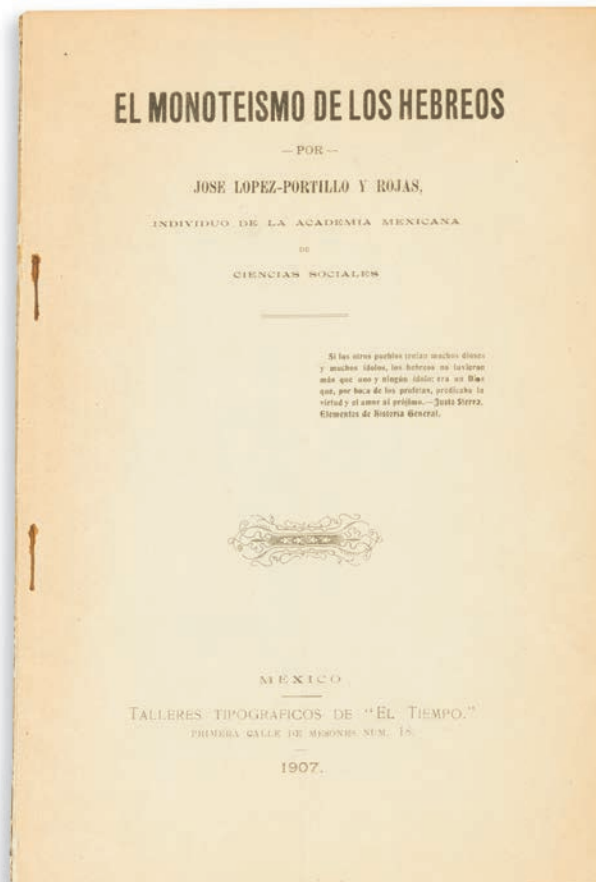 EL MONOTEISMO DE LOS HEBREOS
— POR —
JOSE LOPEZ-PORTILLO Y ROJAS,
INDIVIDUO DE LA ACADEMIA MEXICANA
DE
CIENCIAS SOCIALES
Si los otros pueblos tenían muchos dioses
y muchos ídolos, los hebreos no tuvieron
más que uno y ningún ídolo: era un Dios
que, por boca de los profetas, predicaba la
virtud y el amor al prójimo.—Justo Sierra.
Elementos de Historia General.
MÉXICO
TALLERES TIPOGRAFICOS DE "EL TIEMPO."
PRIMERA CALLE DE MESONES NUM. 18.
1907.